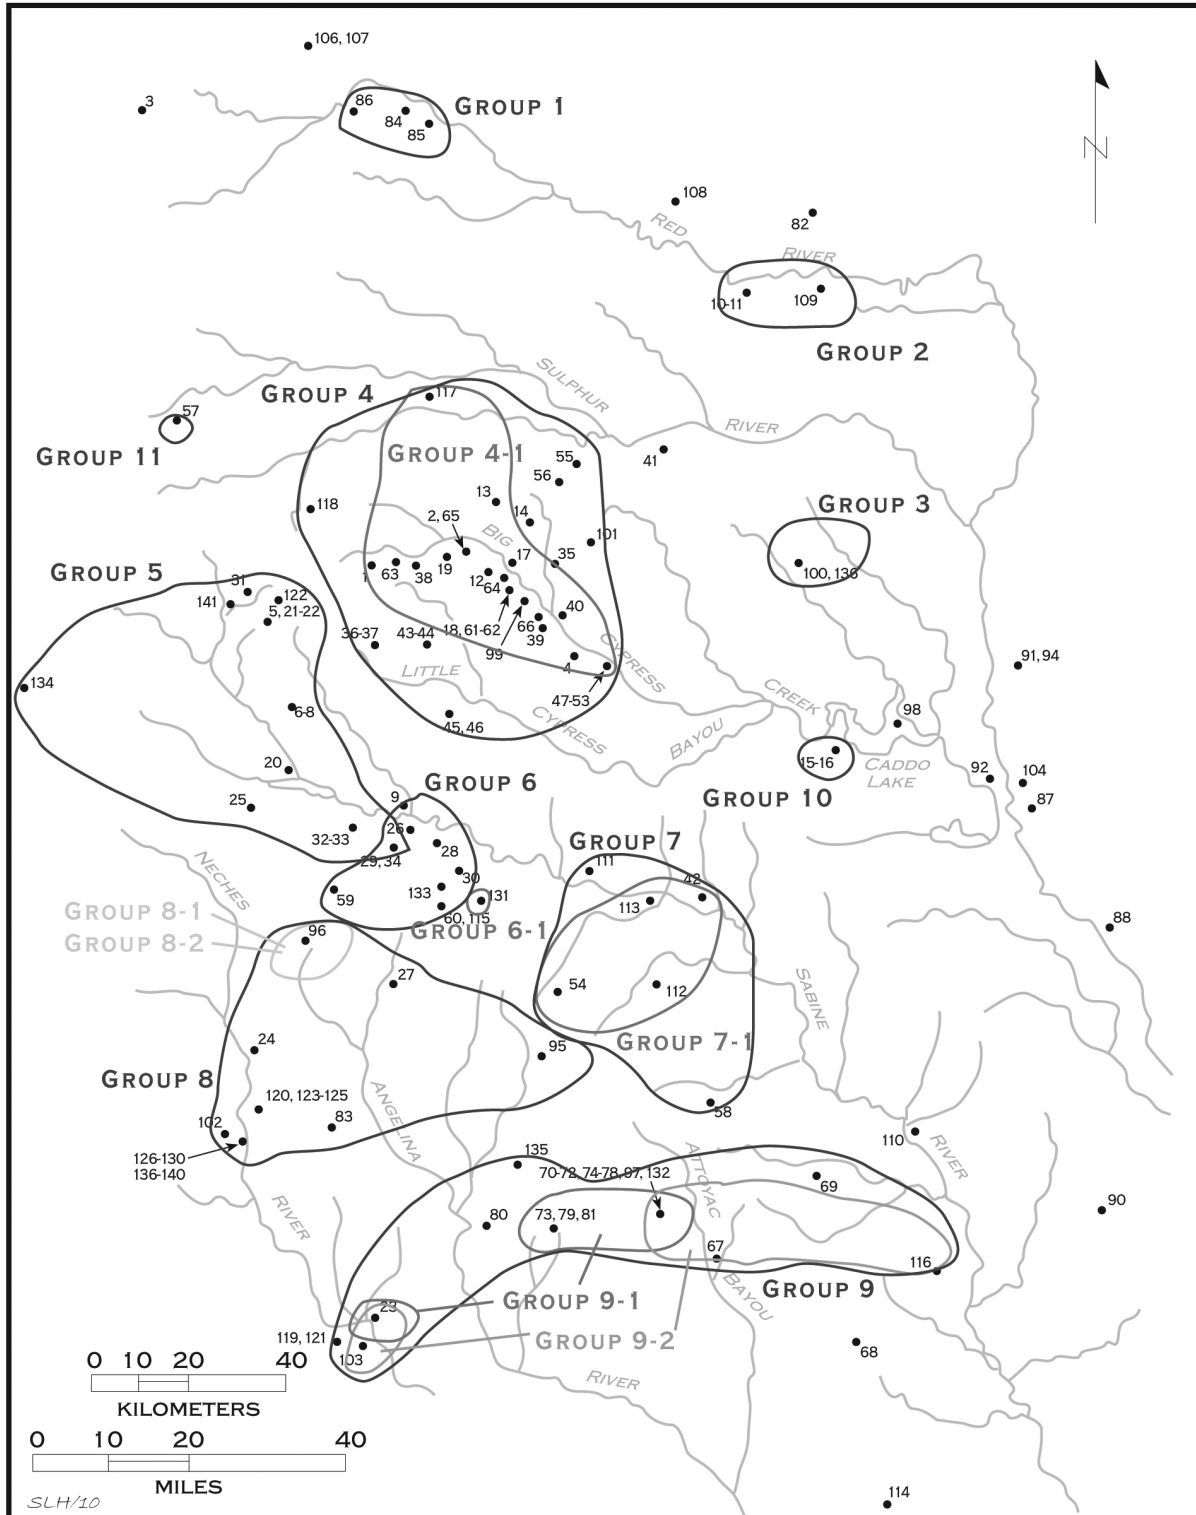 106, 107
3
86
84
85
GROUP 1
N
108
82
RED
RIVER
10-11
109
GROUP 2
SULPHUR
RIVER
GROUP 4
117
57
GROUP 11
GROUP 4-1
55
56
41
13
14
118
2, 65
BIG
101
GROUP 3
100, 136
1
63
38
19
12
64
17
35
18, 61-62
99
66
39
40
4
47-53
CYPRESS
GROUP 5
31
141
122
5, 21-22
36-37
43-44
LITTLE
45, 46
CYPRESS
BAYOU
CREEK
91, 94
134
6-8
98
15-16
CADDO
LAKE
92
104
87
GROUP 10
20
25
32-33
9
GROUP 6
26
28
29, 34
30
59
133
60, 115
131
GROUP 6-1
GROUP 7
111
113
42
88
NECHES
GROUP 8-1
GROUP 8-2
96
27
54
112
SABINE
GROUP 7-1
24
95
GROUP 8
120, 123-125
83
ANGELINA
58
102
126-130
136-140
135
110
RIVER
70-72, 74-78, 97, 132
ATTOYAC
69
80
73, 79, 81
90
RIVER
67
116
BAYOU
GROUP 9
23
GROUP 9-1
GROUP 9-2
119, 121
103
68
RIVER
0 10 20 40
KILOMETERS
0 10 20 40
MILES
SLH/10
114